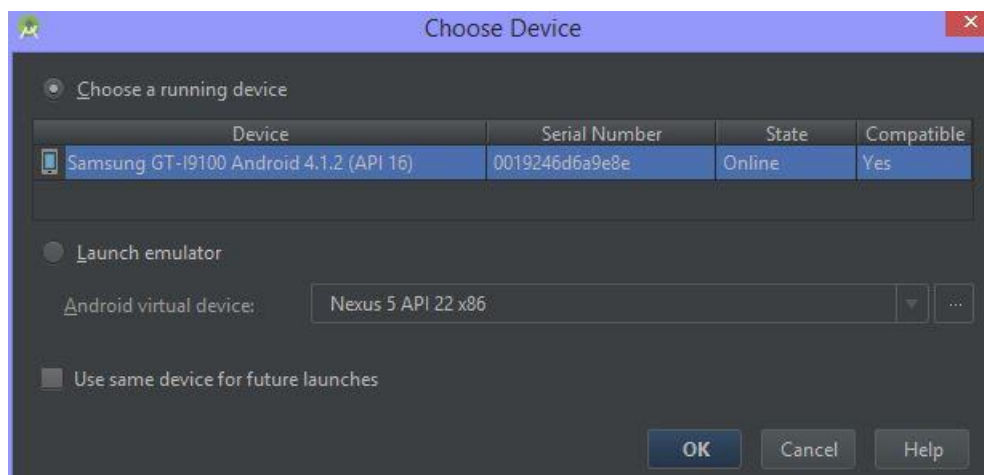 Choose Device
Choose a running device
Device Serial Number State Compatible
Samsung GT-I9100 Android 4.1.2 (API 16) 0019246d6a9e8e Online Yes
Launch emulator
Android virtual device: Nexus 5 API 22 x86 ...
Use same device for future launches
OK Cancel Help